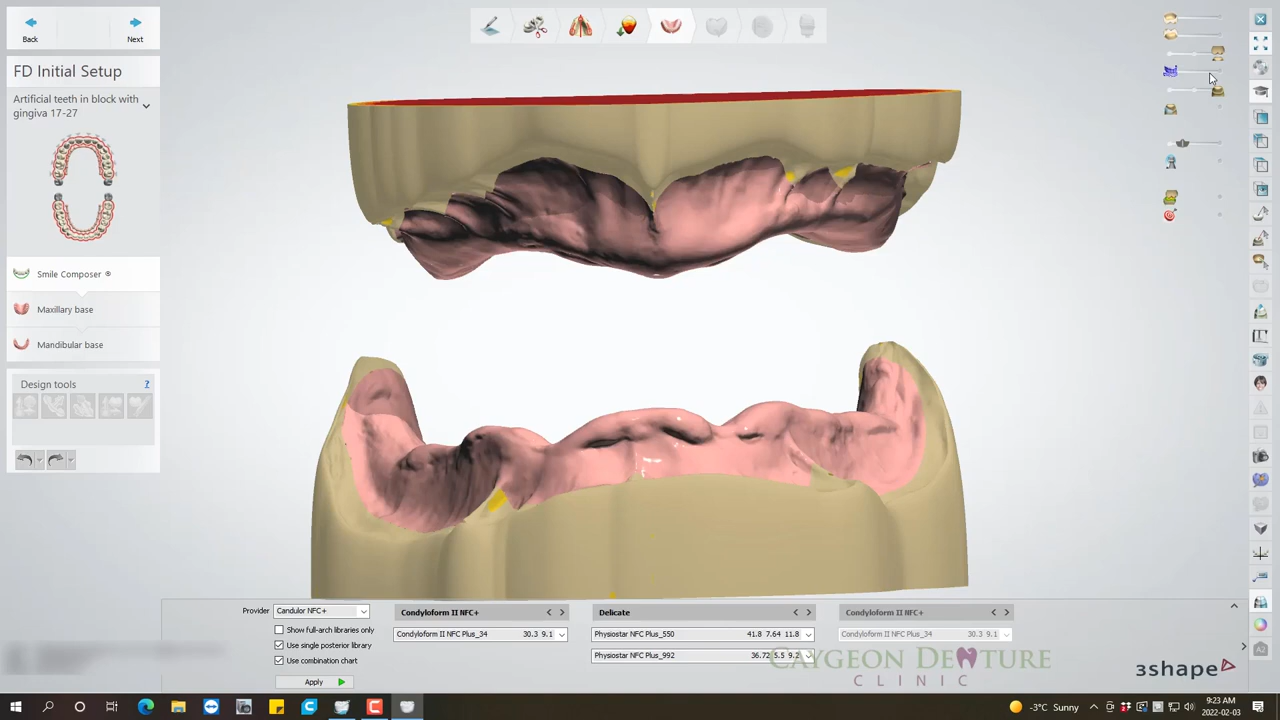 Back
Next
FD Initial Setup
Artificial teeth in block with
gingiva 17-27
Smile Composer ®
Maxillary base
Mandibular base
Design tools
?
Provider
Candulor NFC+
Show full-arch libraries only
Use single posterior library
Use combination chart
Apply
Condyloform II NFC+
Condyloform II NFC Plus_34 30.3 9.1
Delicate
Physiostar NFC Plus_550 41.8 7.64 11.8
Physiostar NFC Plus_992 36.72 5.5 9.2
Condyloform II NFC+
Condyloform II NFC Plus_34 30.3 9.1
CAYGEON DENTURE
CLINIC
3shape
A2
-3°C Sunny
9:23 AM
2022-02-03